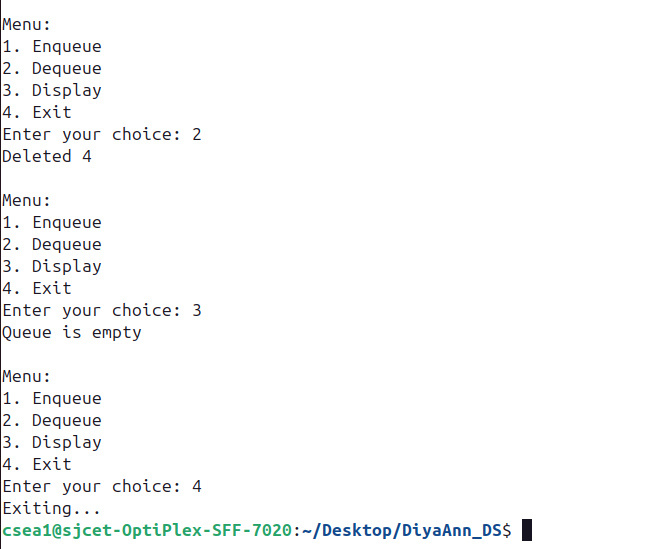 Menu:
1. Enqueue
2. Dequeue
3. Display
4. Exit
Enter your choice: 2
Deleted 4

Menu:
1. Enqueue
2. Dequeue
3. Display
4. Exit
Enter your choice: 3
Queue is empty

Menu:
1. Enqueue
2. Dequeue
3. Display
4. Exit
Enter your choice: 4
Exiting...
csea1@sjcet-OptiPlex-SFF-7020:~/Desktop/DiyaAnn_DS$